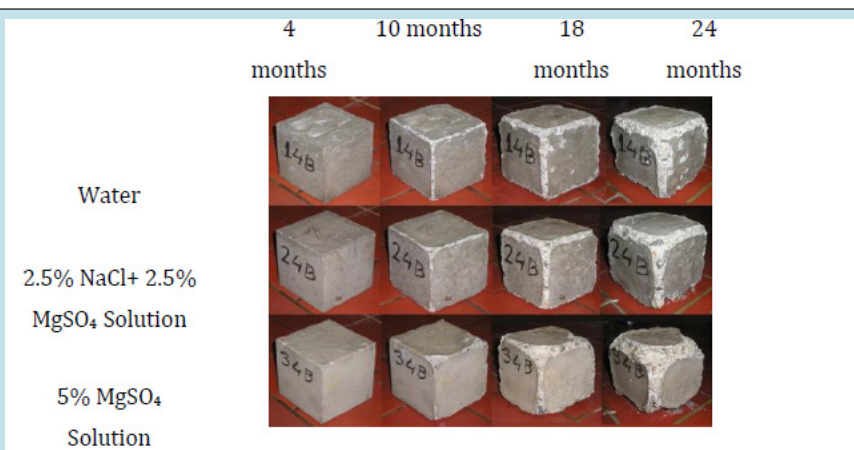 4 10 months 18 24
months months months
14B 14B 14B 14B
Water
24B 24B 24B 24B
2.5% NaCl+ 2.5%
MgSO₄ Solution
34B 34B 34B 34B
5% MgSO₄
Solution